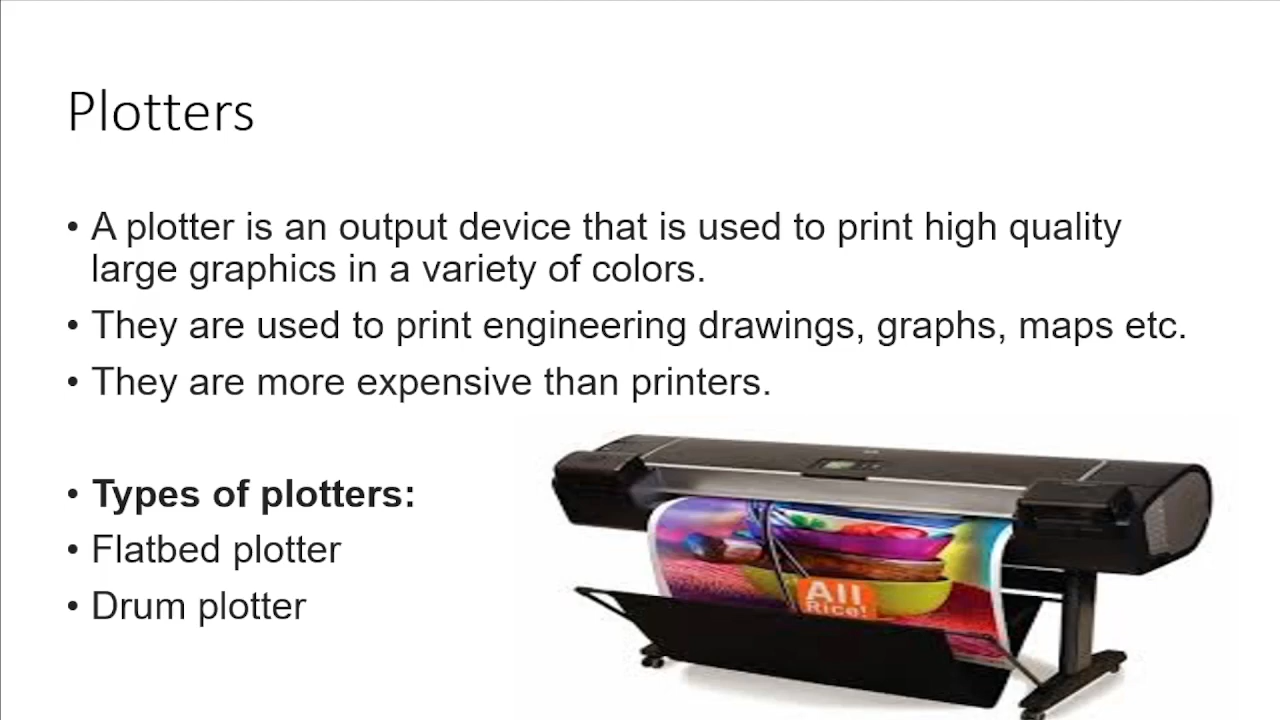 Plotters
• A plotter is an output device that is used to print high quality
large graphics in a variety of colors.
• They are used to print engineering drawings, graphs, maps etc.
• They are more expensive than printers.
• Types of plotters:
• Flatbed plotter
• Drum plotter
All
Rice!